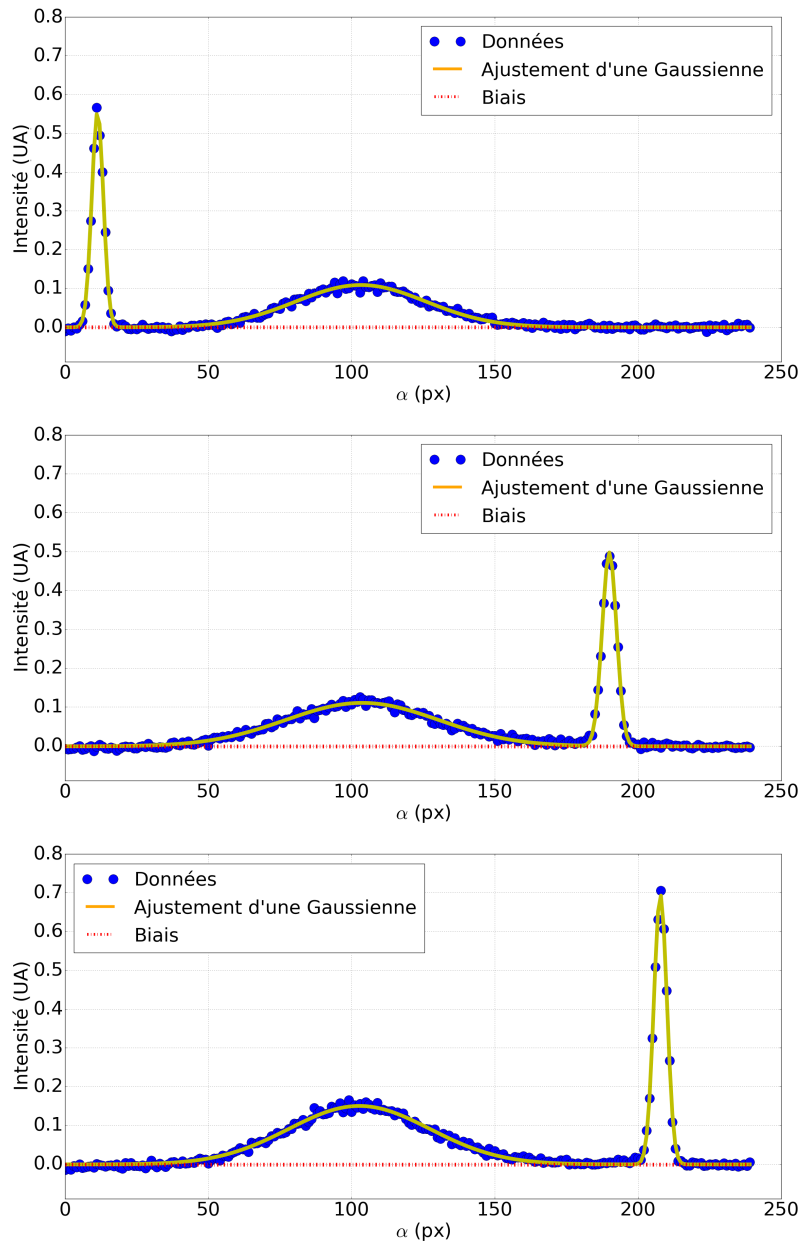 0.8
0.7
0.6
0.5
0.4
0.3
0.2
0.1
0.0
Intensité (UA)
Données
Ajustement d'une Gaussienne
Biais
0 50 100 150 200 250
α (px)
0.8
0.7
0.6
0.5
0.4
0.3
0.2
0.1
0.0
Intensité (UA)
Données
Ajustement d'une Gaussienne
Biais
0 50 100 150 200 250
α (px)
0.8
0.7
0.6
0.5
0.4
0.3
0.2
0.1
0.0
Intensité (UA)
Données
Ajustement d'une Gaussienne
Biais
0 50 100 150 200 250
α (px)